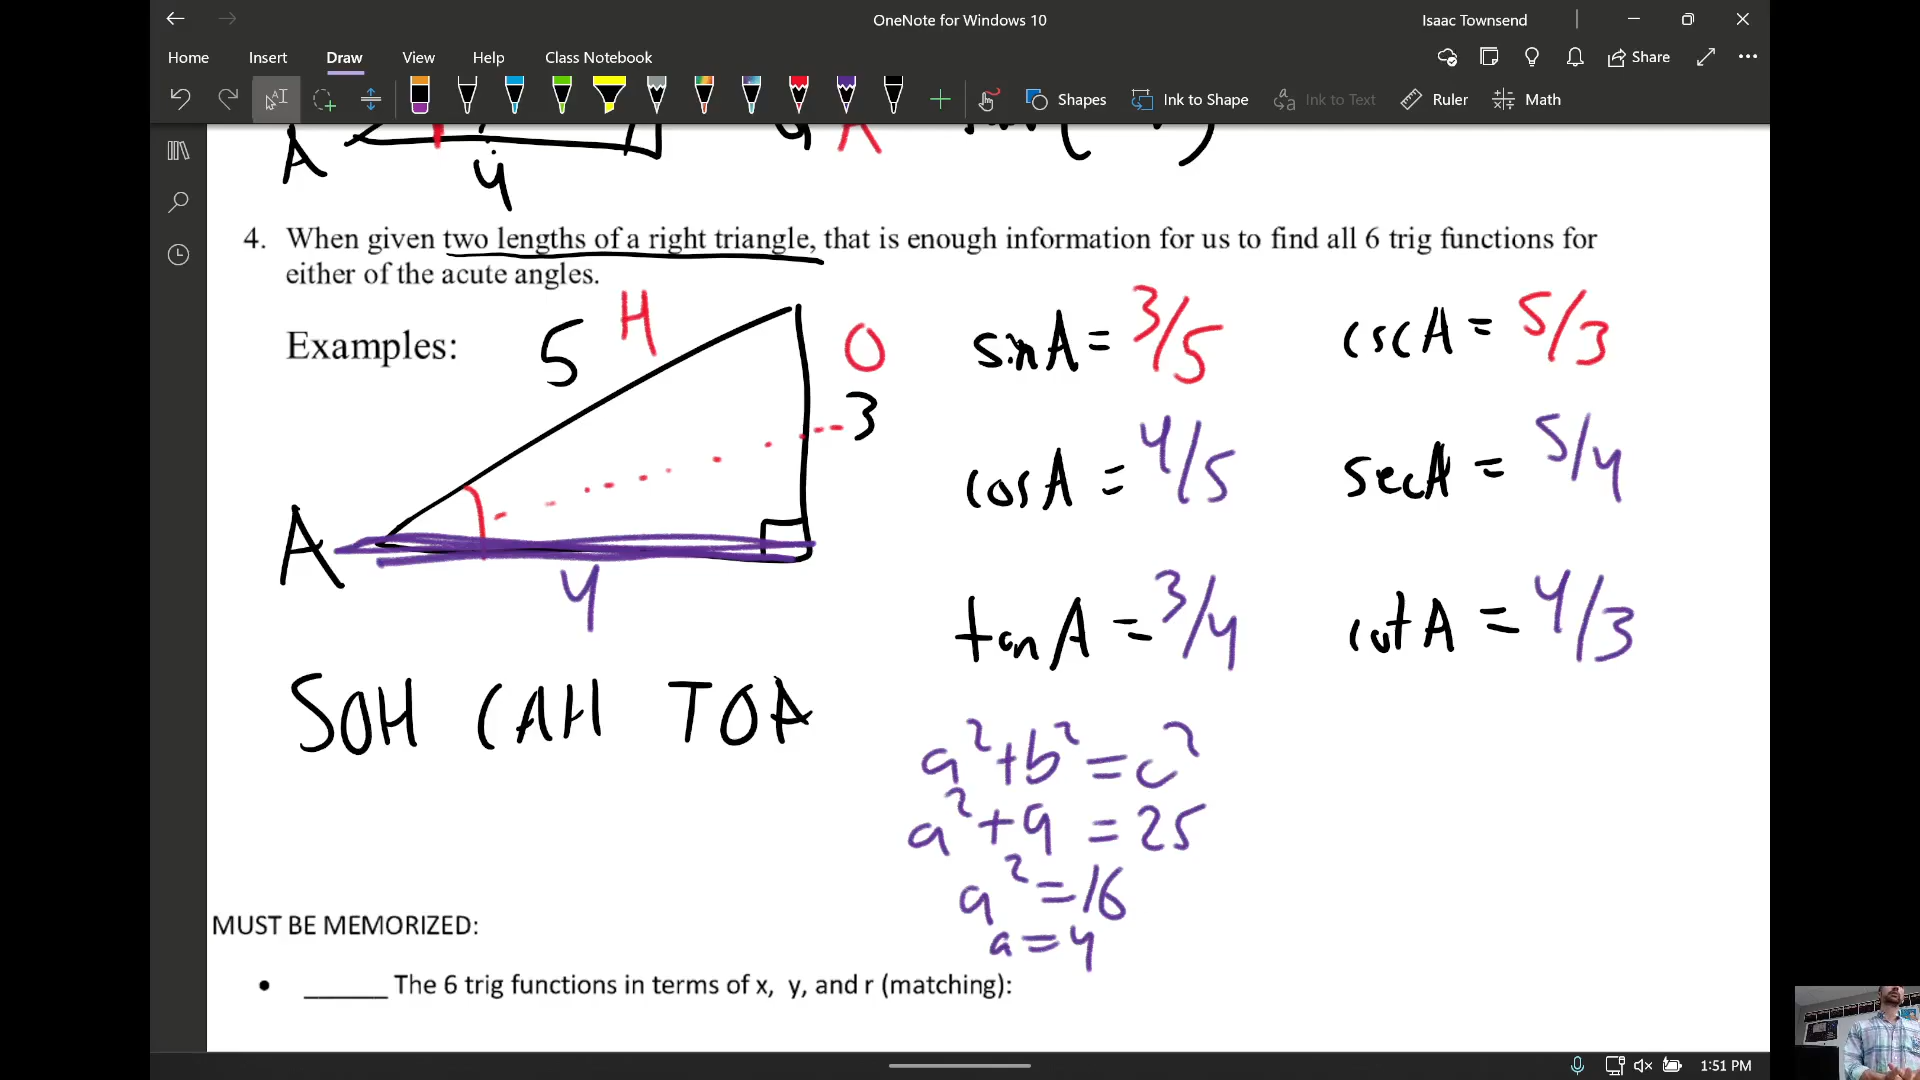 OneNote for Windows 10
Isaac Townsend
Home Insert Draw View Help Class Notebook
Share
Shapes Ink to Shape Ink to Text Ruler Math
A
4
4. When given two lengths of a right triangle, that is enough information for us to find all 6 trig functions for
either of the acute angles.
Examples:
5 H
O
3
A
4
sin A = 3/5 csc A = 5/3
cos A = 4/5 sec A = 5/4
tan A = 3/4 cot A = 4/3
SOH CAH TOA
a² + b² = c²
a² + 9 = 25
a² = 16
a = 4
MUST BE MEMORIZED:
• ______ The 6 trig functions in terms of x, y, and r (matching):
1:51 PM